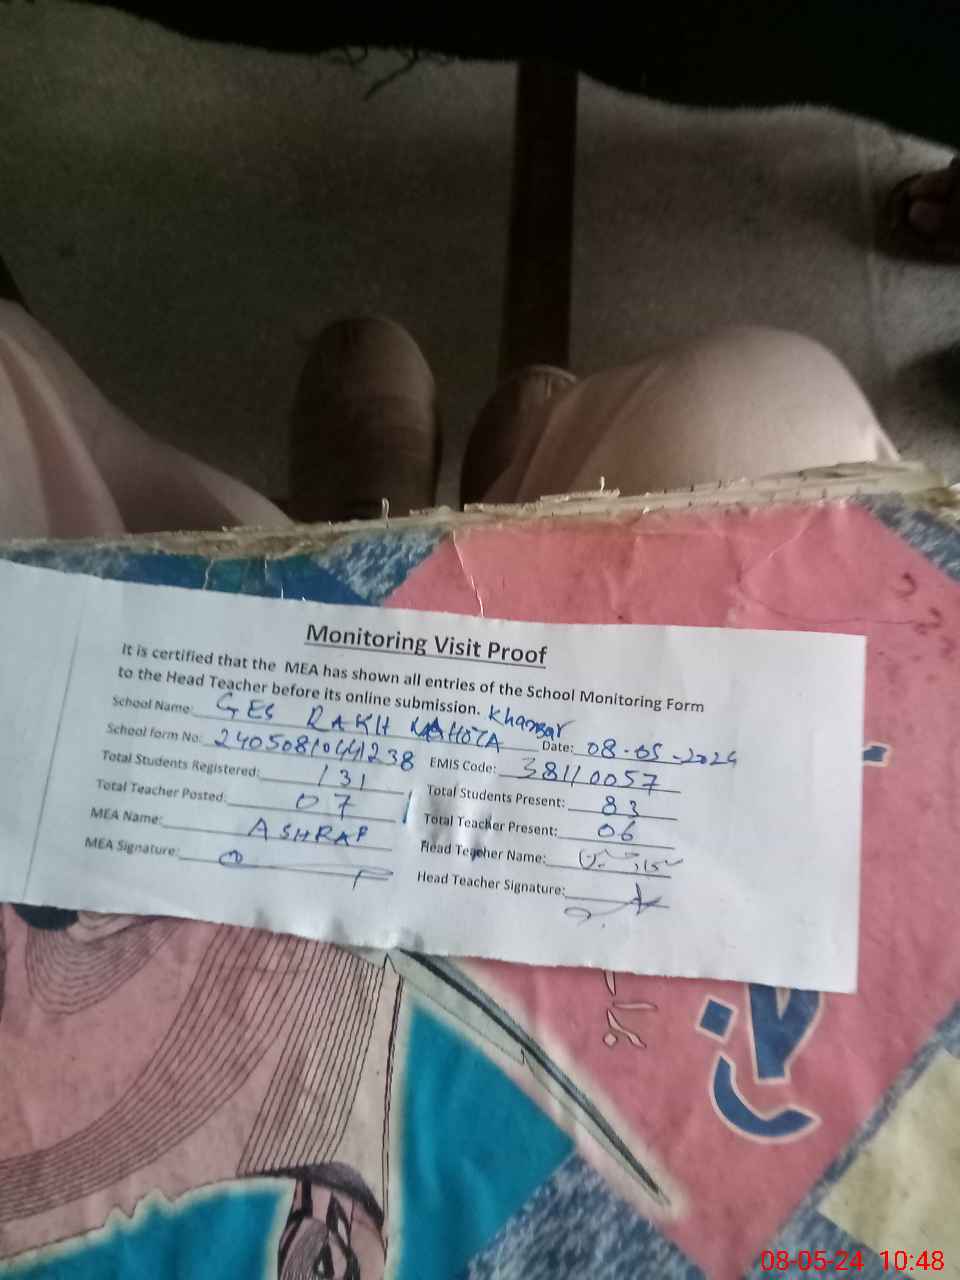 Monitoring Visit Proof
It is certified that the MEA has shown all entries of the School Monitoring Form
to the Head Teacher before its online submission.
School Name: GES RAKH MAHOTA Khansar Date: 08-05-2024
School form No: 2405081041238 EMIS Code: 38110057
Total Students Registered: 131 Total Students Present: 83
Total Teacher Posted: 07 Total Teacher Present: 06
MEA Name: ASHRAF Head Teacher Name:
MEA Signature: Head Teacher Signature:
08-05-24 10:48